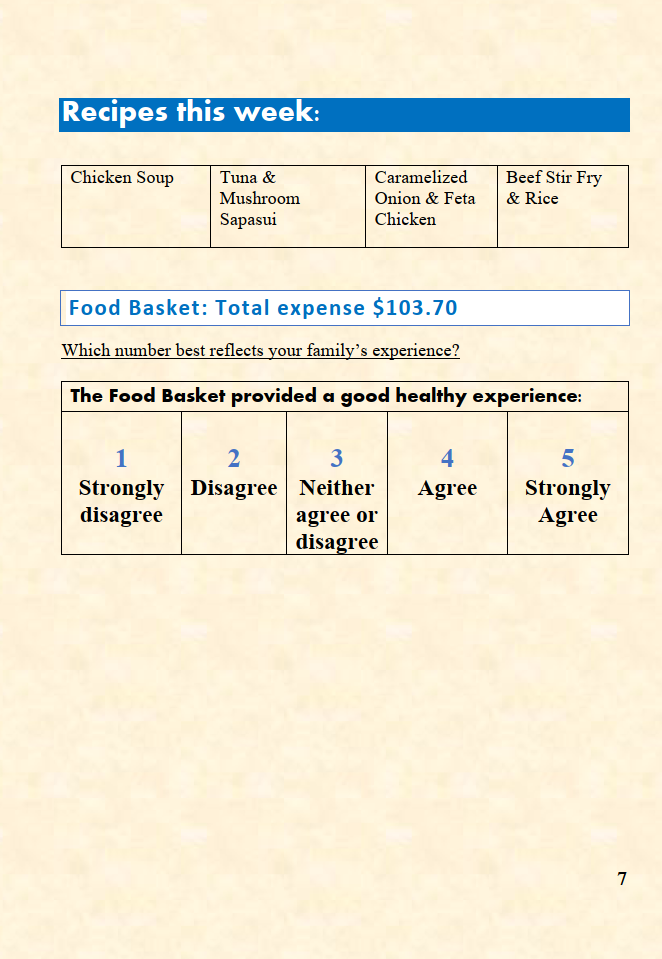 Recipes this week:
Chicken Soup
Tuna &
Mushroom
Sapasui
Caramelized
Onion & Feta
Chicken
Beef Stir Fry
& Rice
Food Basket: Total expense $103.70
Which number best reflects your family’s experience?
The Food Basket provided a good healthy experience:
1
Strongly
disagree
2
Disagree
3
Neither
agree or
disagree
4
Agree
5
Strongly
Agree
7